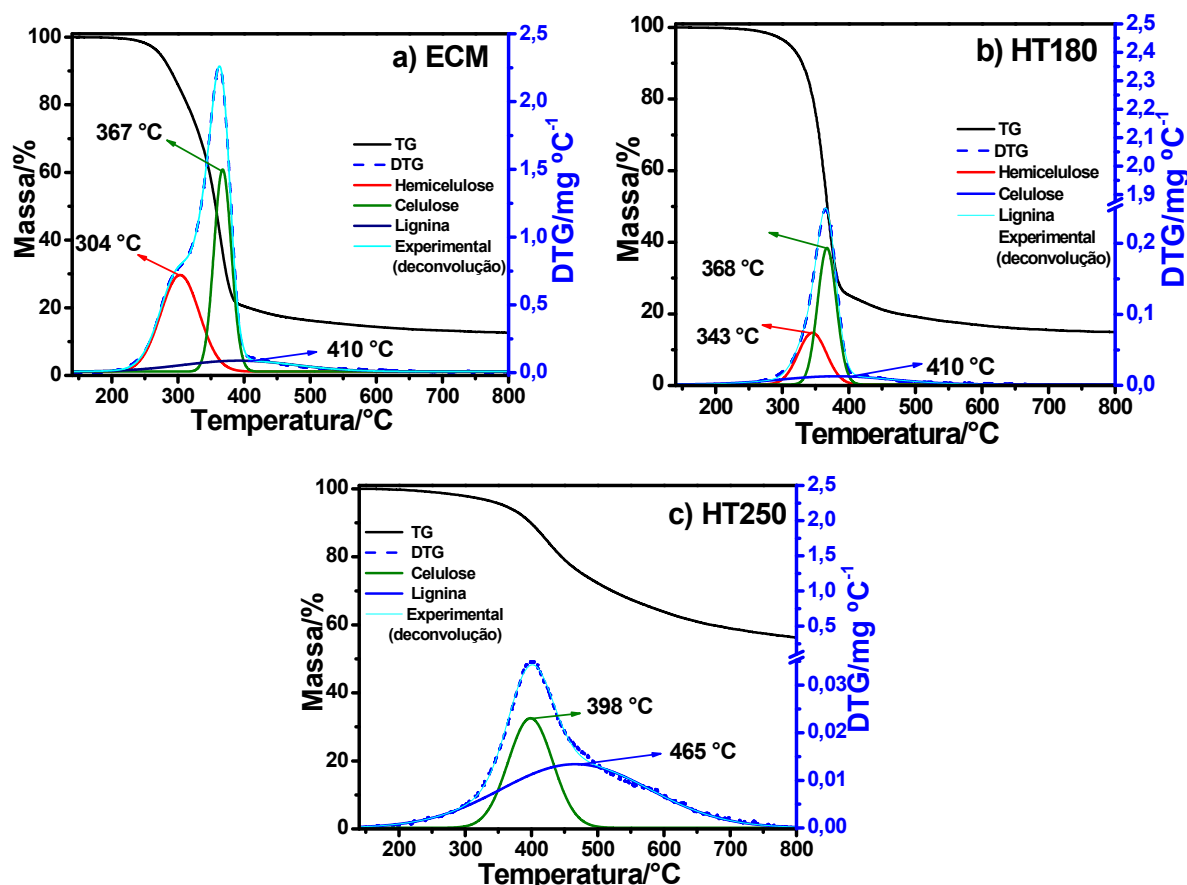 a) ECM
Massa/%
100
80
60
40
20
0
2,5
2,0
1,5
1,0
0,5
0,0
DTG/mg ºC-1
367 °C
304 °C
410 °C
TG
DTG
Hemicelulose
Celulose
Lignina
Experimental
(deconvolução)
200 300 400 500 600 700 800
Temperatura/°C
b) HT180
Massa/%
100
80
60
40
20
0
2,5
2,4
2,3
2,2
2,1
2,0
1,9
0,2
0,1
0,0
DTG/mg ºC-1
TG
DTG
Hemicelulose
Celulose
Lignina
Experimental
(deconvolução)
368 °C
343 °C
410 °C
200 300 400 500 600 700 800
Temperatura/°C
c) HT250
Massa/%
100
80
60
40
20
0
2,5
2,0
1,5
1,0
0,5
0,03
0,02
0,01
0,00
DTG/mg ºC-1
TG
DTG
Celulose
Lignina
Experimental
(deconvolução)
398 °C
465 °C
200 300 400 500 600 700 800
Temperatura/°C